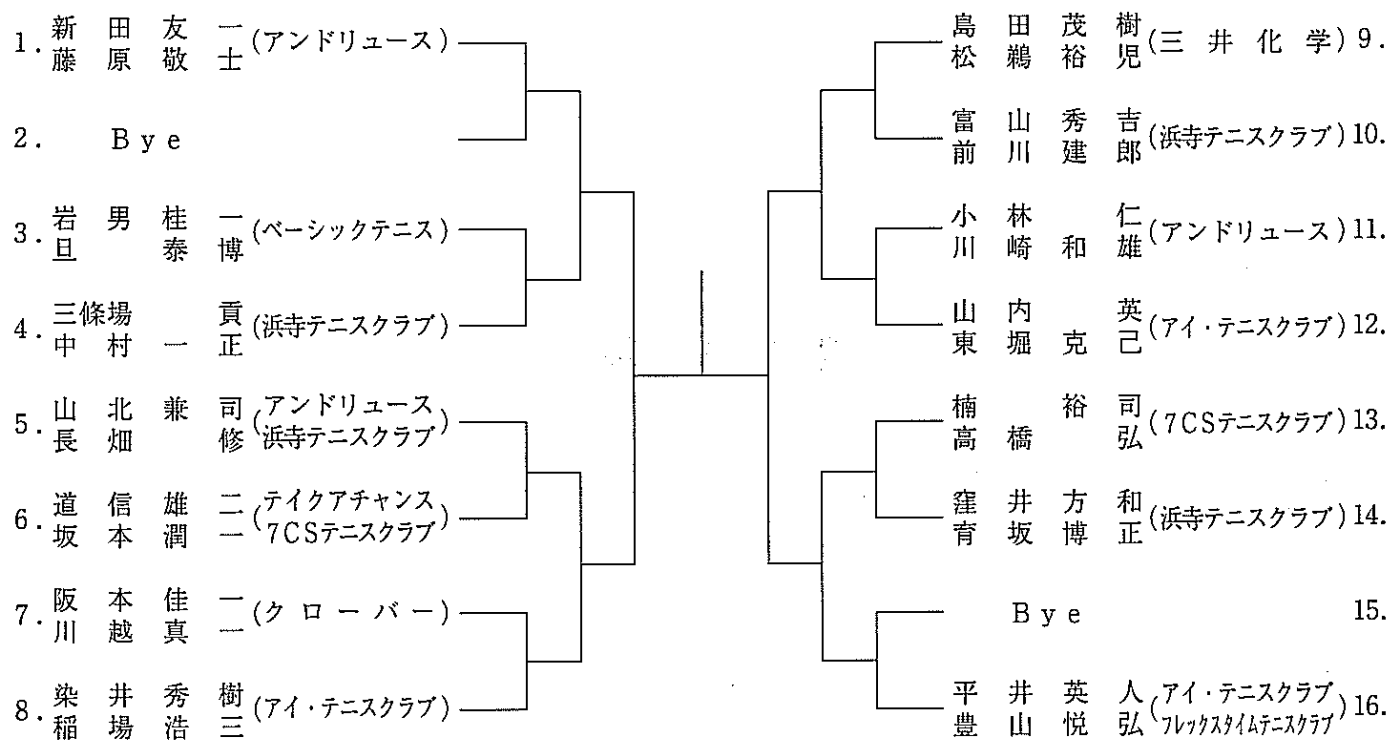 1. 新田友一 (アンドリュース)
藤原敬士
2. Bye
3. 岩男桂一 (ベーシックテニス)
旦泰博
4. 三條場貢 (浜寺テニスクラブ)
中村一正
5. 山北兼司 (アンドリュース
長畑修 浜寺テニスクラブ)
6. 道信雄二 (テイクアチャンス
坂本潤一 7CSテニスクラブ)
7. 阪本佳一 (クローバー)
川越真一
8. 染井秀樹 (アイ・テニスクラブ)
稲場浩三
島田茂樹 (三井化学) 9.
松鵜裕児
富山秀吉 (浜寺テニスクラブ) 10.
前川建郎
小林仁 (アンドリュース) 11.
川崎和雄
山内英 (アイ・テニスクラブ) 12.
東堀克己
楠裕司 (7CSテニスクラブ) 13.
高橋弘
窪井方和 (浜寺テニスクラブ) 14.
育坂博正
Bye 15.
平井英人 (アイ・テニスクラブ 16.
豊山悦弘 フレックスタイムテニスクラブ)